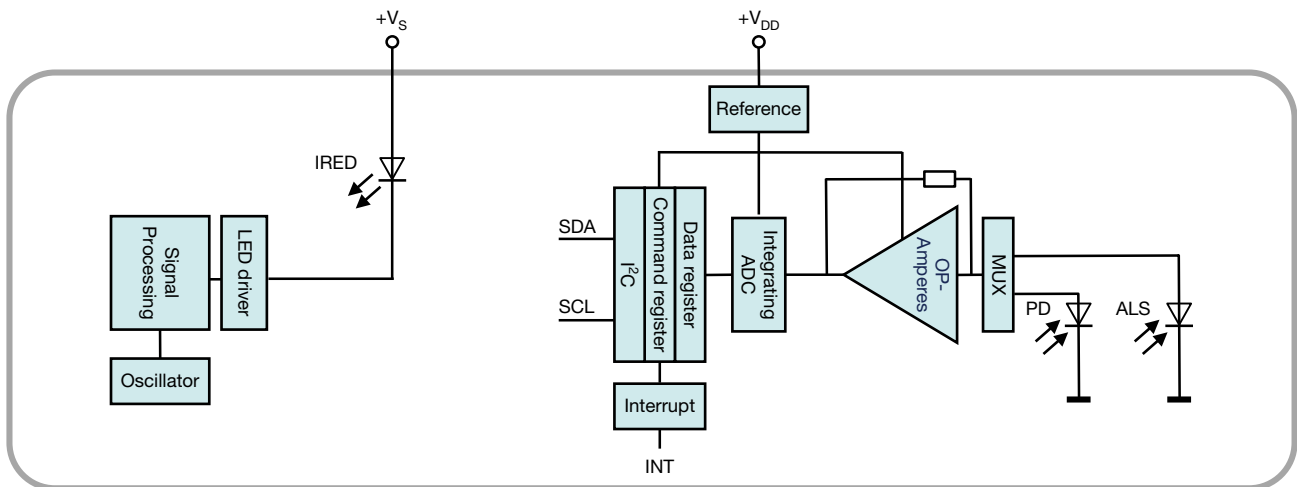 +VS
+VDD
Reference
IRED
Signal
Processing
LED driver
Oscillator
SDA
SCL
I²C
Command register
Data register
Integrating
ADC
OP-
Amperes
MUX
PD
ALS
Interrupt
INT